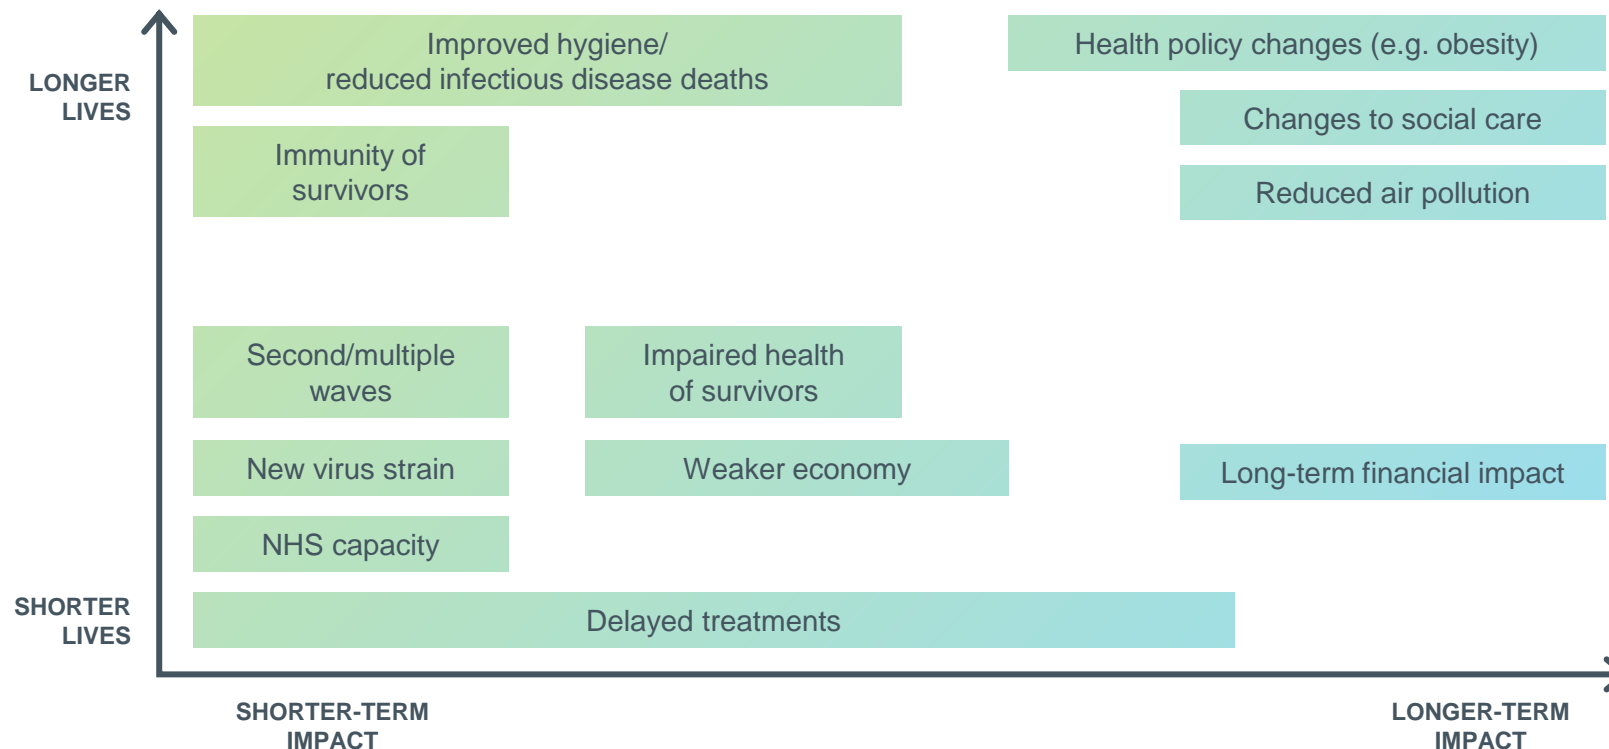 LONGER
LIVES
Improved hygiene/
reduced infectious disease deaths
Health policy changes (e.g. obesity)
Changes to social care
Immunity of
survivors
Reduced air pollution
Second/multiple
waves
Impaired health
of survivors
New virus strain
Weaker economy
Long-term financial impact
NHS capacity
SHORTER
LIVES
Delayed treatments
SHORTER-TERM
IMPACT
LONGER-TERM
IMPACT